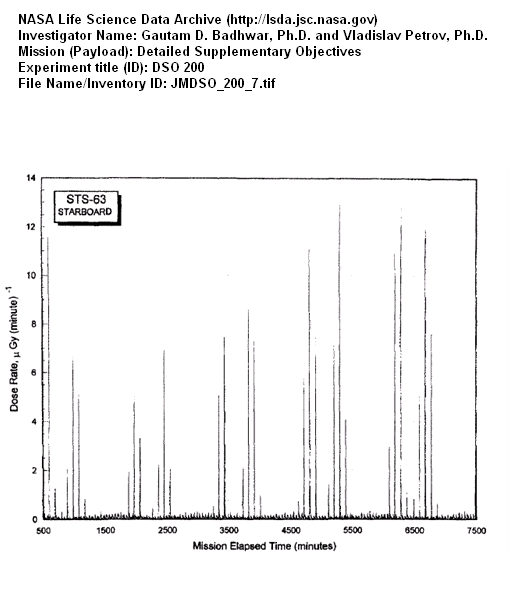 NASA Life Science Data Archive (http://lsda.jsc.nasa.gov)
Investigator Name: Gautam D. Badhwar, Ph.D. and Vladislav Petrov, Ph.D.
Mission (Payload): Detailed Supplementary Objectives
Experiment title (ID): DSO 200
File Name/Inventory ID: JMDSO_200_7.tif
STS-63
STARBOARD
Dose Rate, μ Gy (minute) -1
14
12
10
8
6
4
2
0
500 1500 2500 3500 4500 5500 6500 7500
Mission Elapsed Time (minutes)